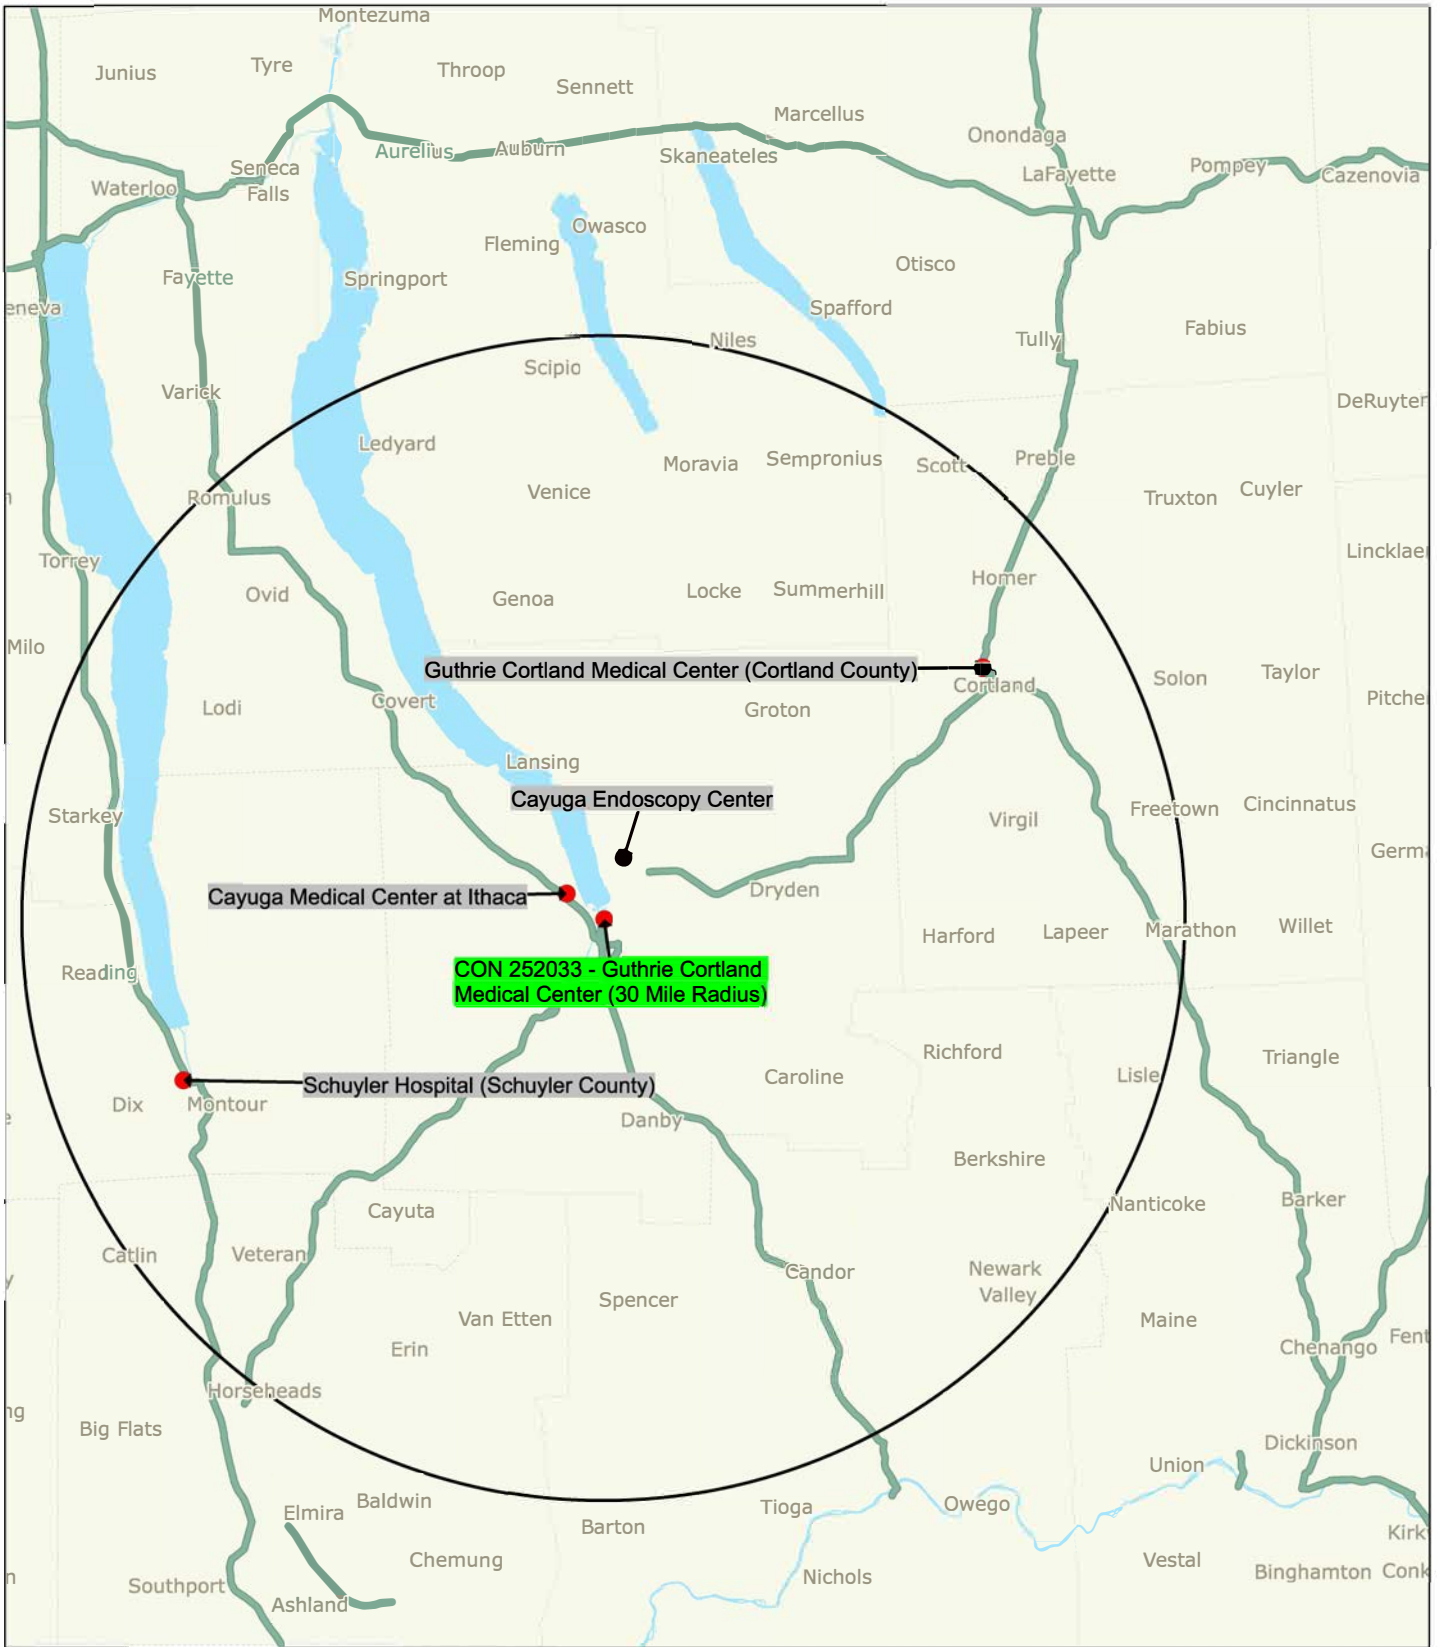 Montezuma
Junius
Tyre
Throop
Sennett
Marcellus
Onondaga
Aurelius
Auburn
Skaneateles
Seneca
Falls
Waterloo
LaFayette
Pompey
Cazenovia
Owasco
Fleming
Fayette
Springport
Otisco
eneva
Spafford
Niles
Tully
Fabius
Scipio
Varick
DeRuyter
Ledyard
Moravia
Sempronius
Scott
Preble
Romulus
Venice
Truxton
Cuyler
Torrey
Lincklaer
Ovid
Genoa
Locke
Summerhill
Homer
Milo
Guthrie Cortland Medical Center (Cortland County)
Cortland
Solon
Taylor
Pitcher
Lodi
Covert
Groton
Lansing
Cayuga Endoscopy Center
Starkey
Virgil
Freetown
Cincinnatus
Germa
Cayuga Medical Center at Ithaca
Dryden
Harford
Lapeer
Marathon
Willet
Reading
CON 252033 - Guthrie Cortland
Medical Center (30 Mile Radius)
Richford
Triangle
Schuyler Hospital (Schuyler County)
Caroline
Lisle
Dix
Montour
Danby
Berkshire
Cayuta
Nanticoke
Barker
Catlin
Veteran
Candor
Newark
Valley
Van Etten
Spencer
Maine
Erin
Chenango
Fent
Horseheads
ng
Big Flats
Dickinson
Union
Elmira
Baldwin
Tioga
Owego
Barton
Kirk
Chemung
Vestal
Southport
Nichols
Binghamton
Conk
Ashland